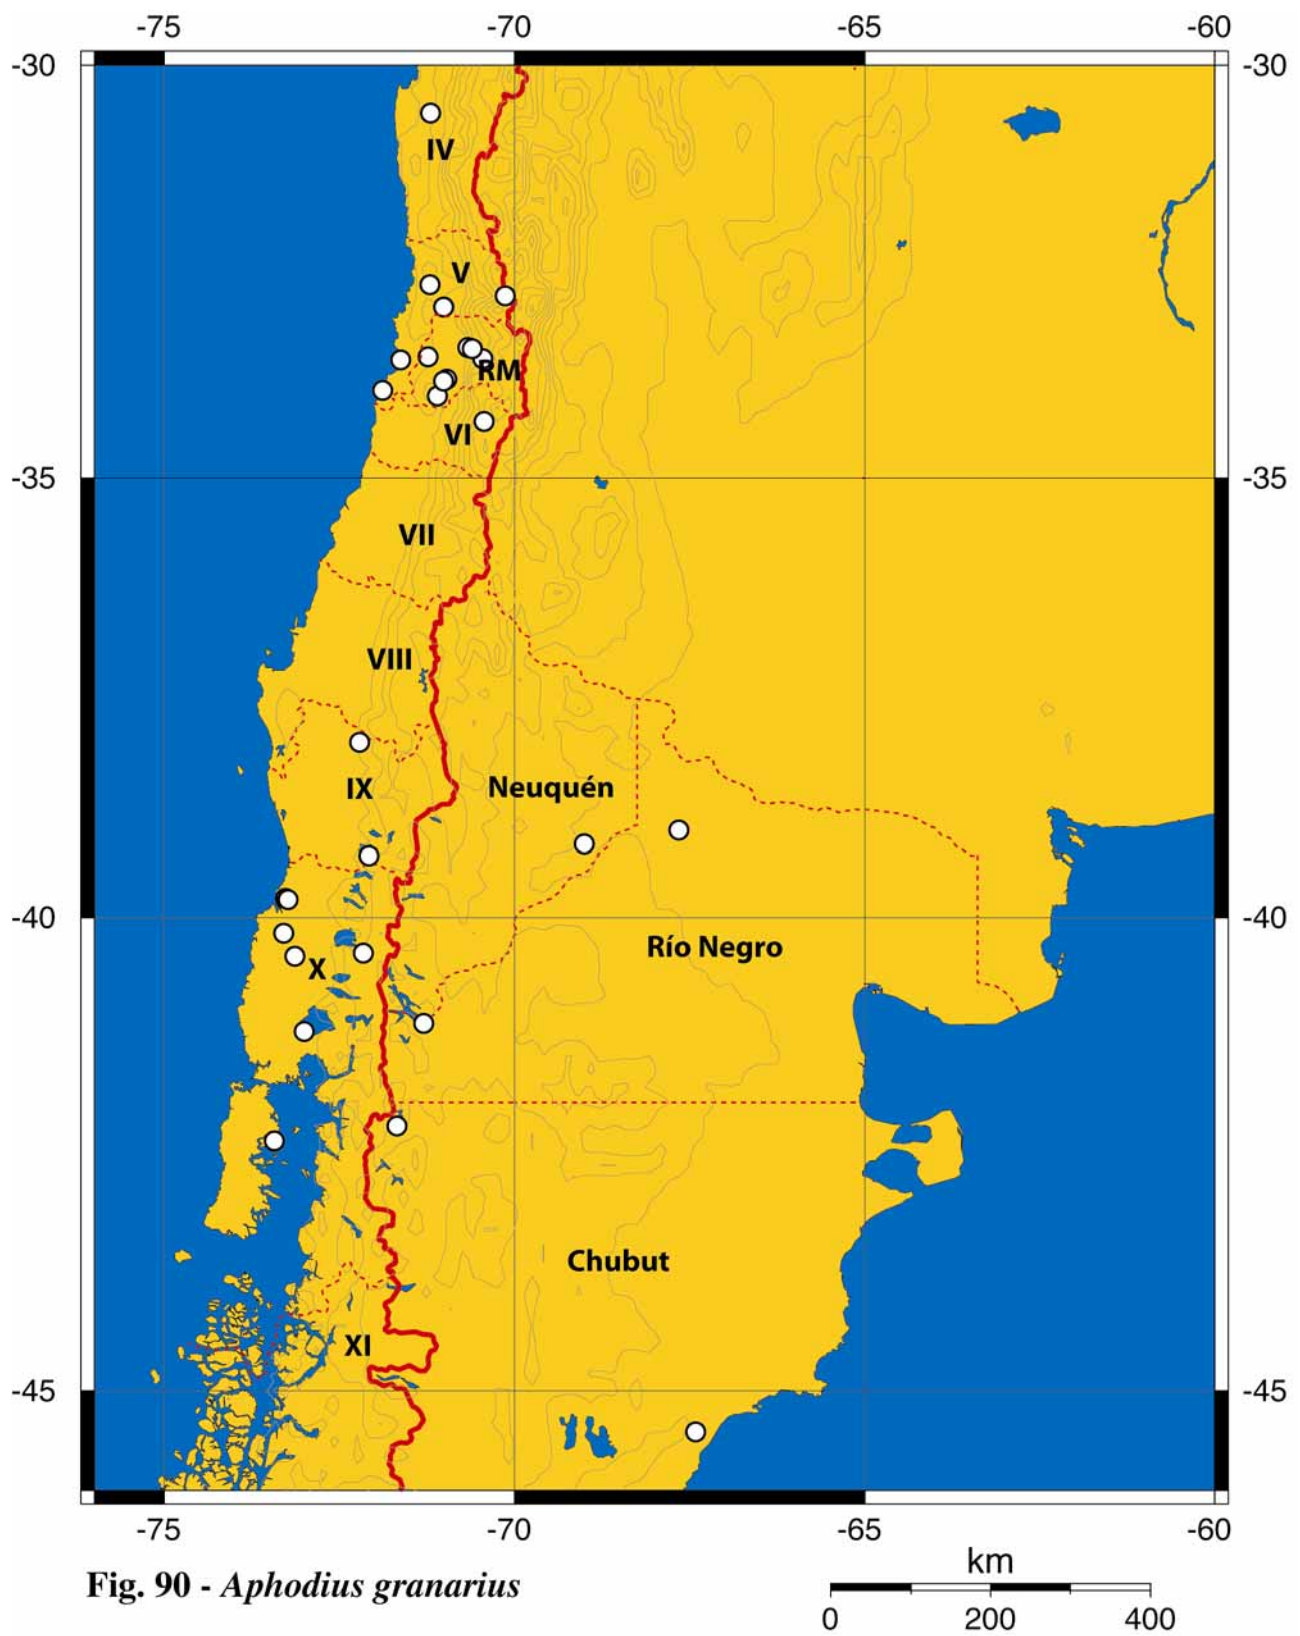 -75 -70 -65 -60
-30 -30
IV
V
RM
VI
-35 -35
VII
VIII
IX
Neuquén
-40 -40
Río Negro
X
Chubut
XI
-45 -45
-75 -70 -65 -60
km
Fig. 90 - Aphodius granarius
0 200 400